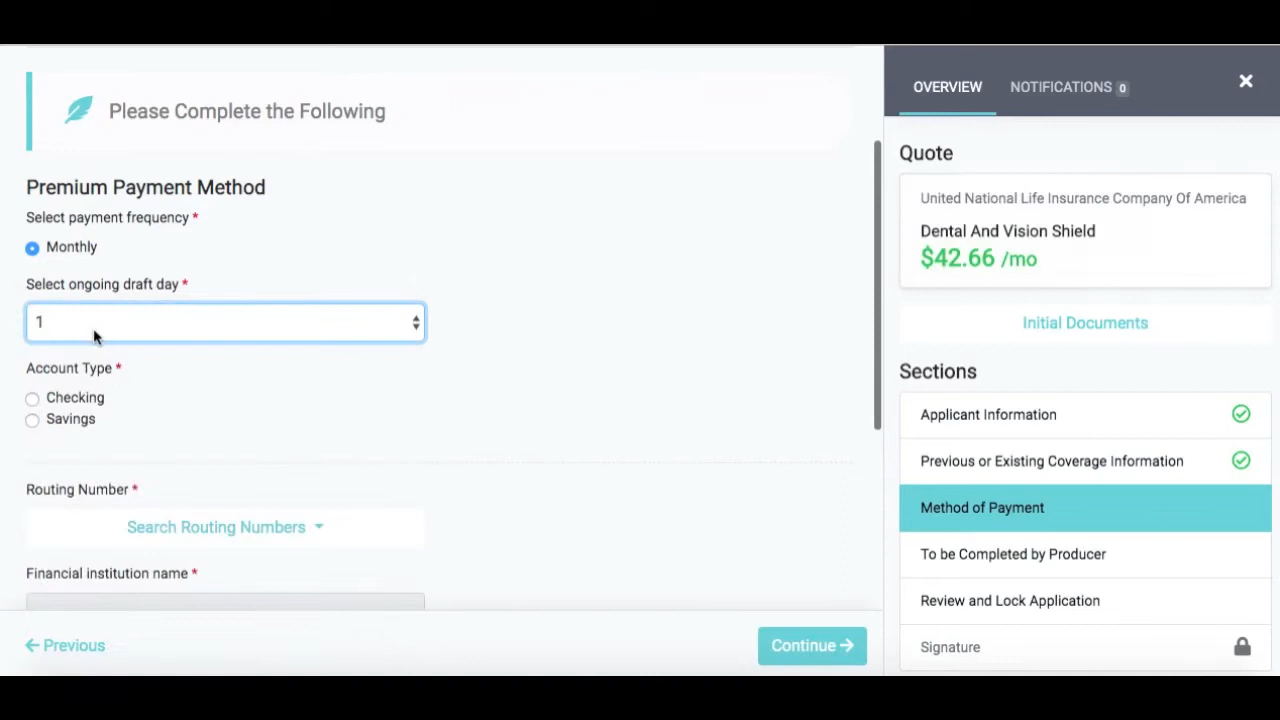 Please Complete the Following
Premium Payment Method
Select payment frequency *
Monthly
Select ongoing draft day *
1
Account Type *
Checking
Savings
Routing Number *
Search Routing Numbers
Financial institution name *
Previous
Continue
OVERVIEW
NOTIFICATIONS 0
Quote
United National Life Insurance Company Of America
Dental And Vision Shield
$42.66 /mo
Initial Documents
Sections
Applicant Information
Previous or Existing Coverage Information
Method of Payment
To be Completed by Producer
Review and Lock Application
Signature